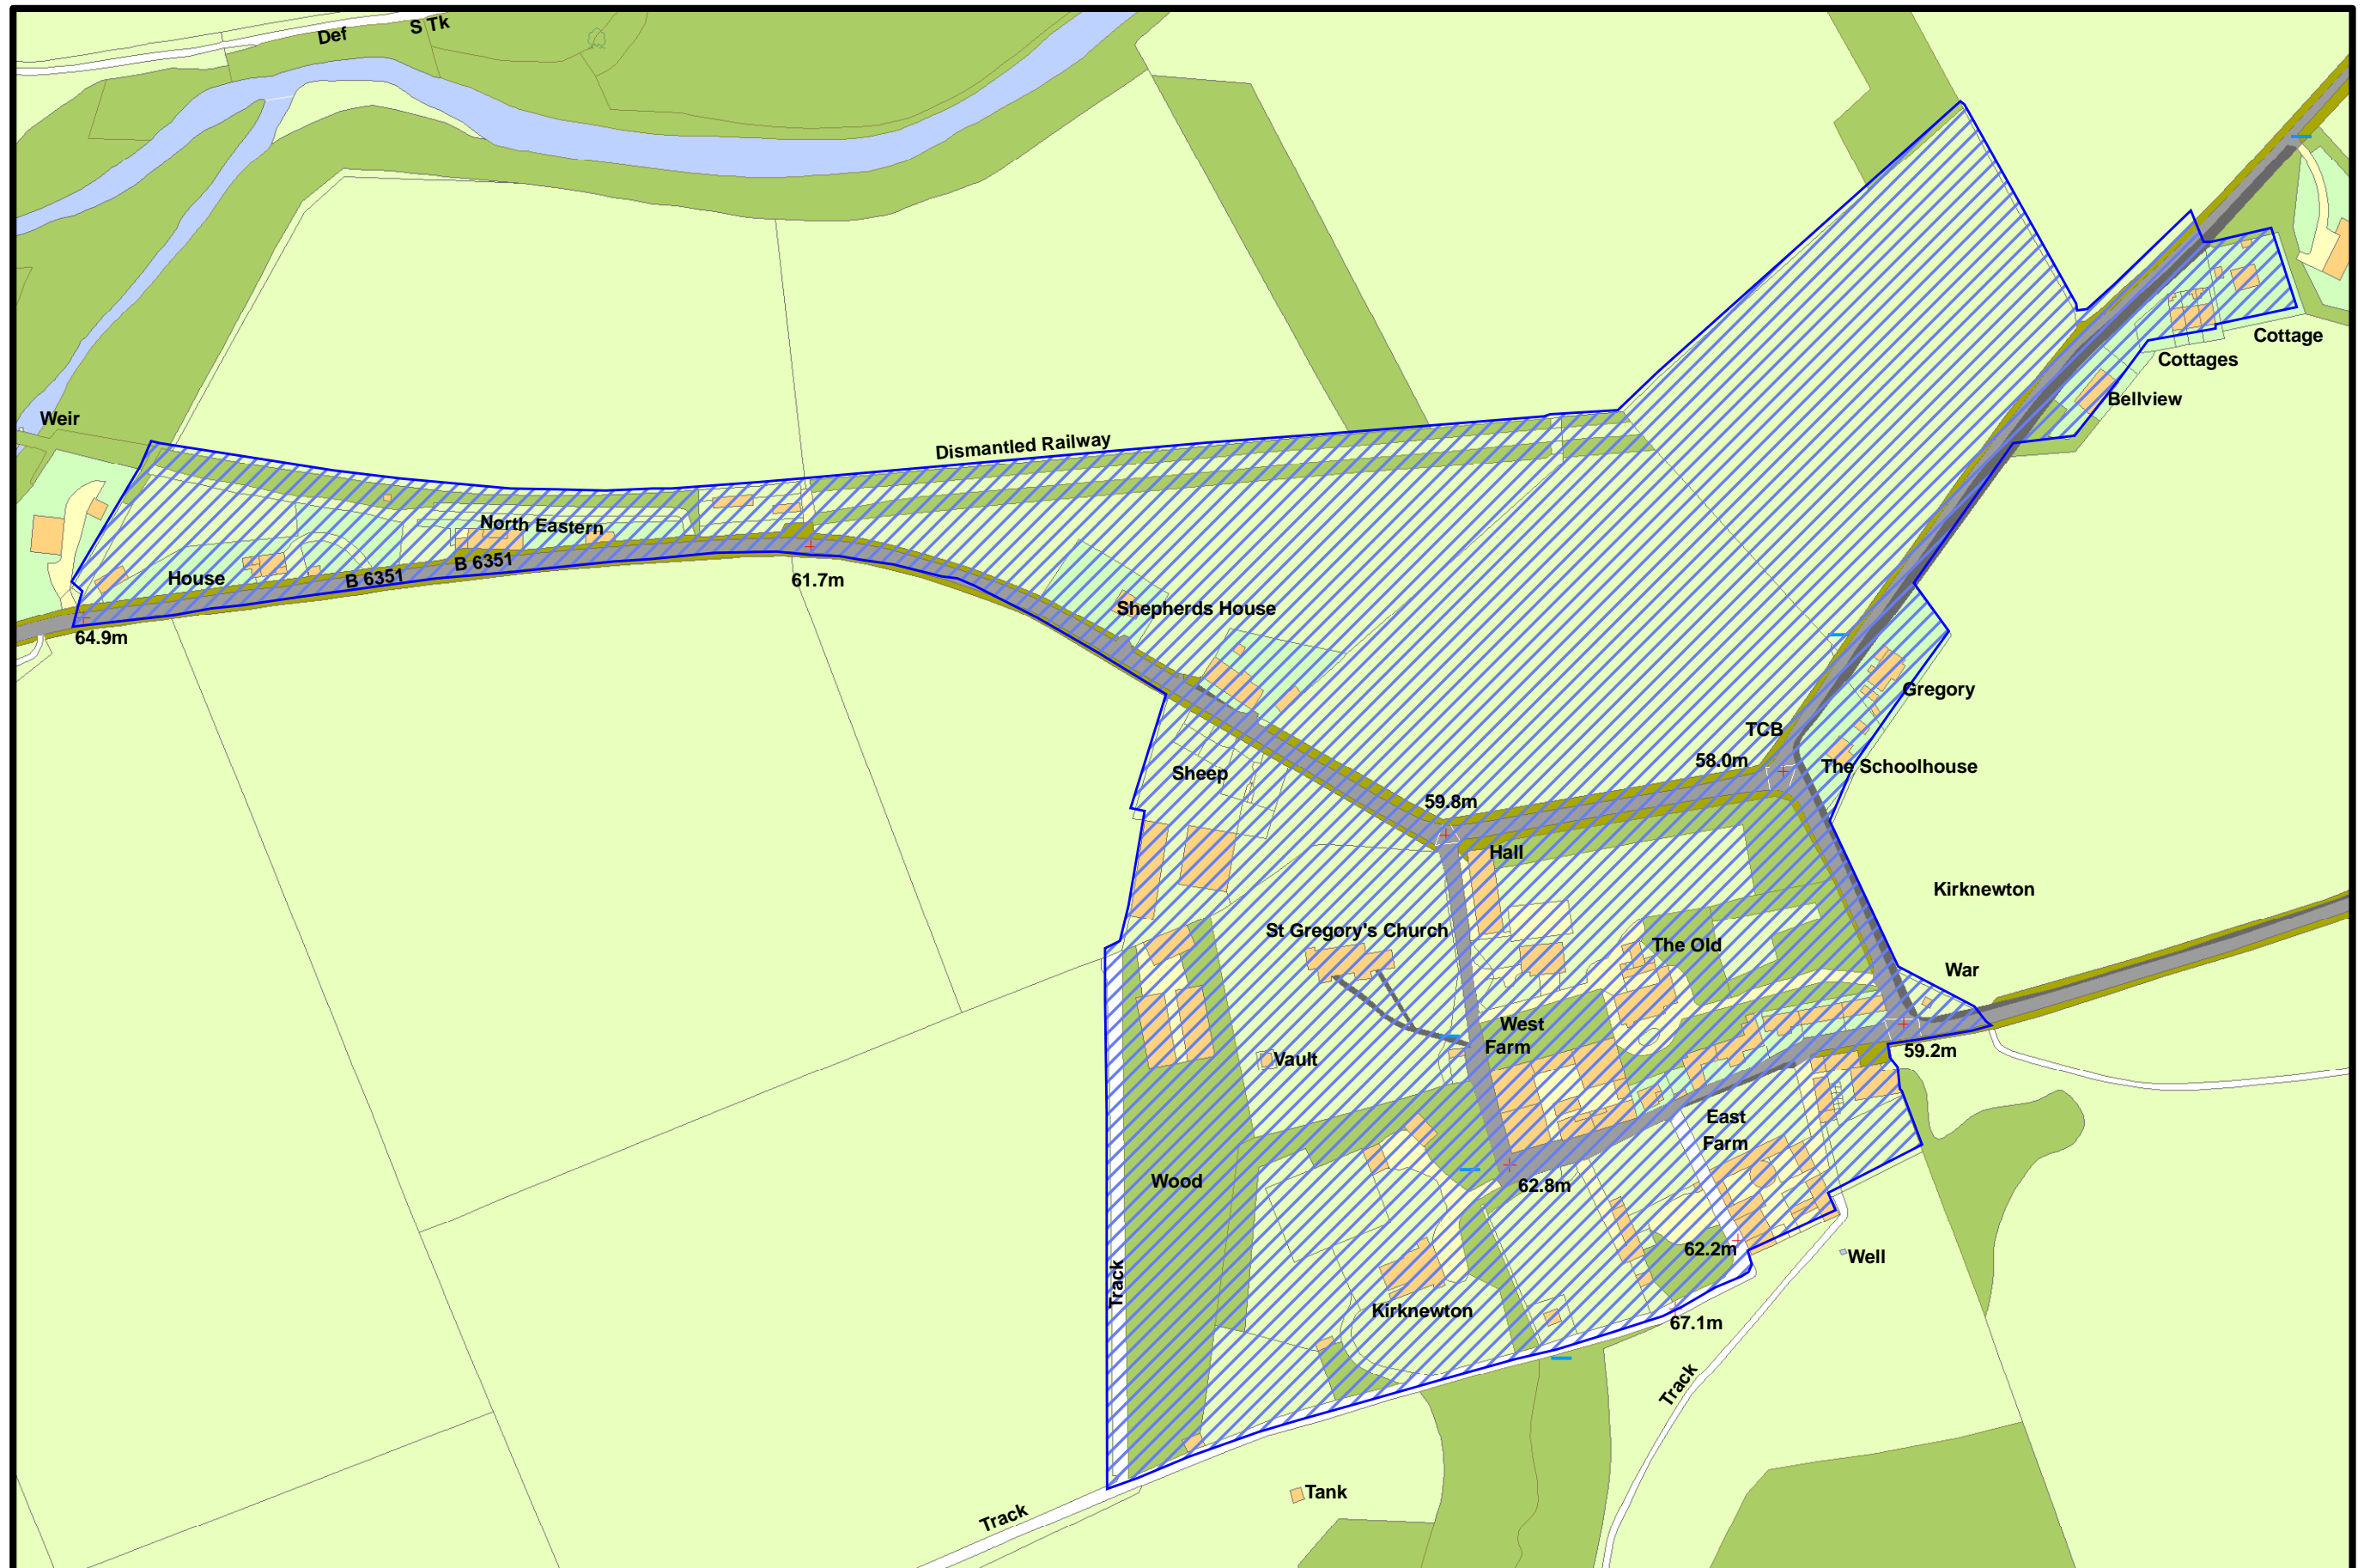 Def
S Tk
Weir
Dismantled Railway
Cottage
Cottages
Bellview
North Eastern
House
B 6351
B 6351
61.7m
64.9m
Shepherds House
Gregory
TCB
58.0m
The Schoolhouse
Sheep
59.8m
Hall
Kirknewton
St Gregory's Church
The Old
War
West
Farm
Vault
59.2m
East
Farm
Wood
62.8m
62.2m
Well
Track
Kirknewton
67.1m
Track
Tank
Track